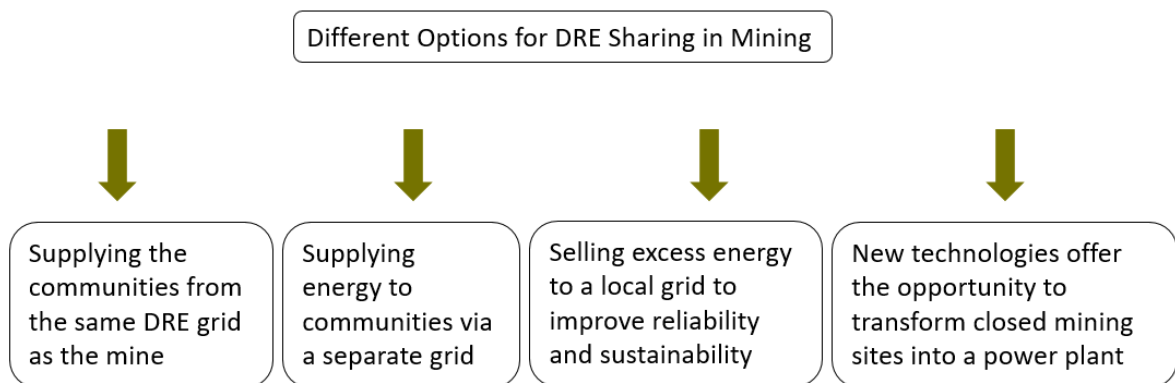 Different Options for DRE Sharing in Mining
Supplying the
communities from
the same DRE grid
as the mine
Supplying
energy to
communities via
a separate grid
Selling excess energy
to a local grid to
improve reliability
and sustainability
New technologies offer
the opportunity to
transform closed mining
sites into a power plant